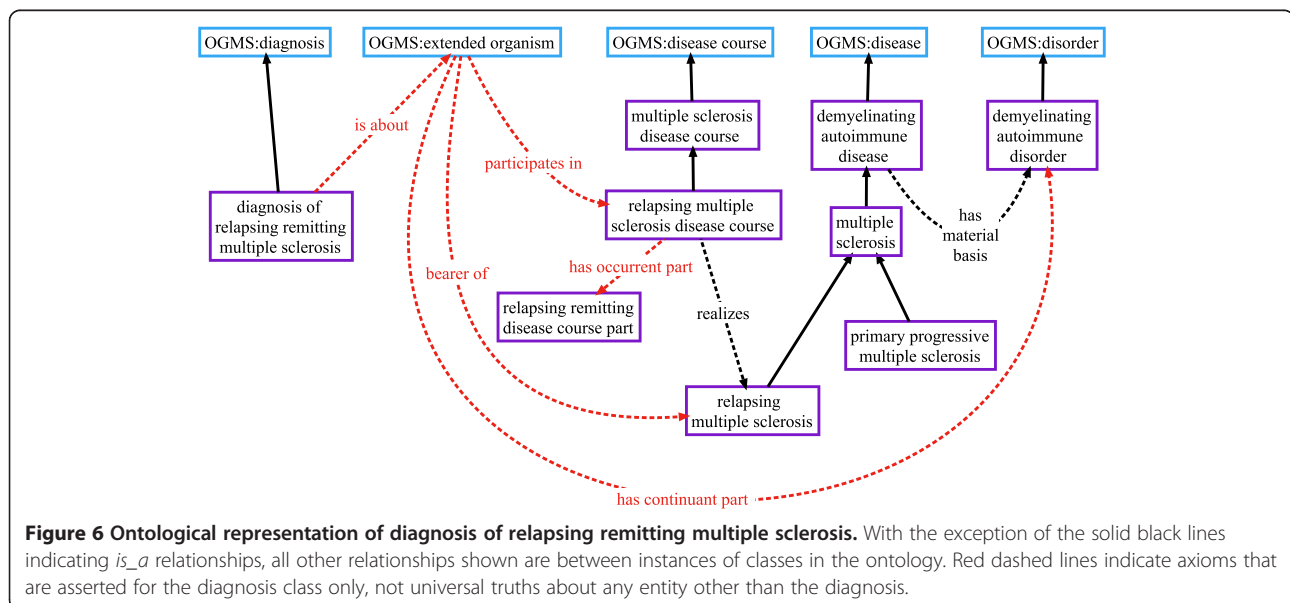 OGMS:diagnosis
OGMS:extended organism
OGMS:disease course
OGMS:disease
OGMS:disorder
multiple sclerosis
disease course
demyelinating
autoimmune
disease
demyelinating
autoimmune
disorder
is about
participates in
diagnosis of
relapsing remitting
multiple sclerosis
relapsing multiple
sclerosis disease course
multiple
sclerosis
has
material
basis
bearer of
has occurrent part
relapsing remitting
disease course part
realizes
primary progressive
multiple sclerosis
relapsing
multiple sclerosis
has continuant part
Figure 6 Ontological representation of diagnosis of relapsing remitting multiple sclerosis. With the exception of the solid black lines
indicating is_a relationships, all other relationships shown are between instances of classes in the ontology. Red dashed lines indicate axioms that
are asserted for the diagnosis class only, not universal truths about any entity other than the diagnosis.